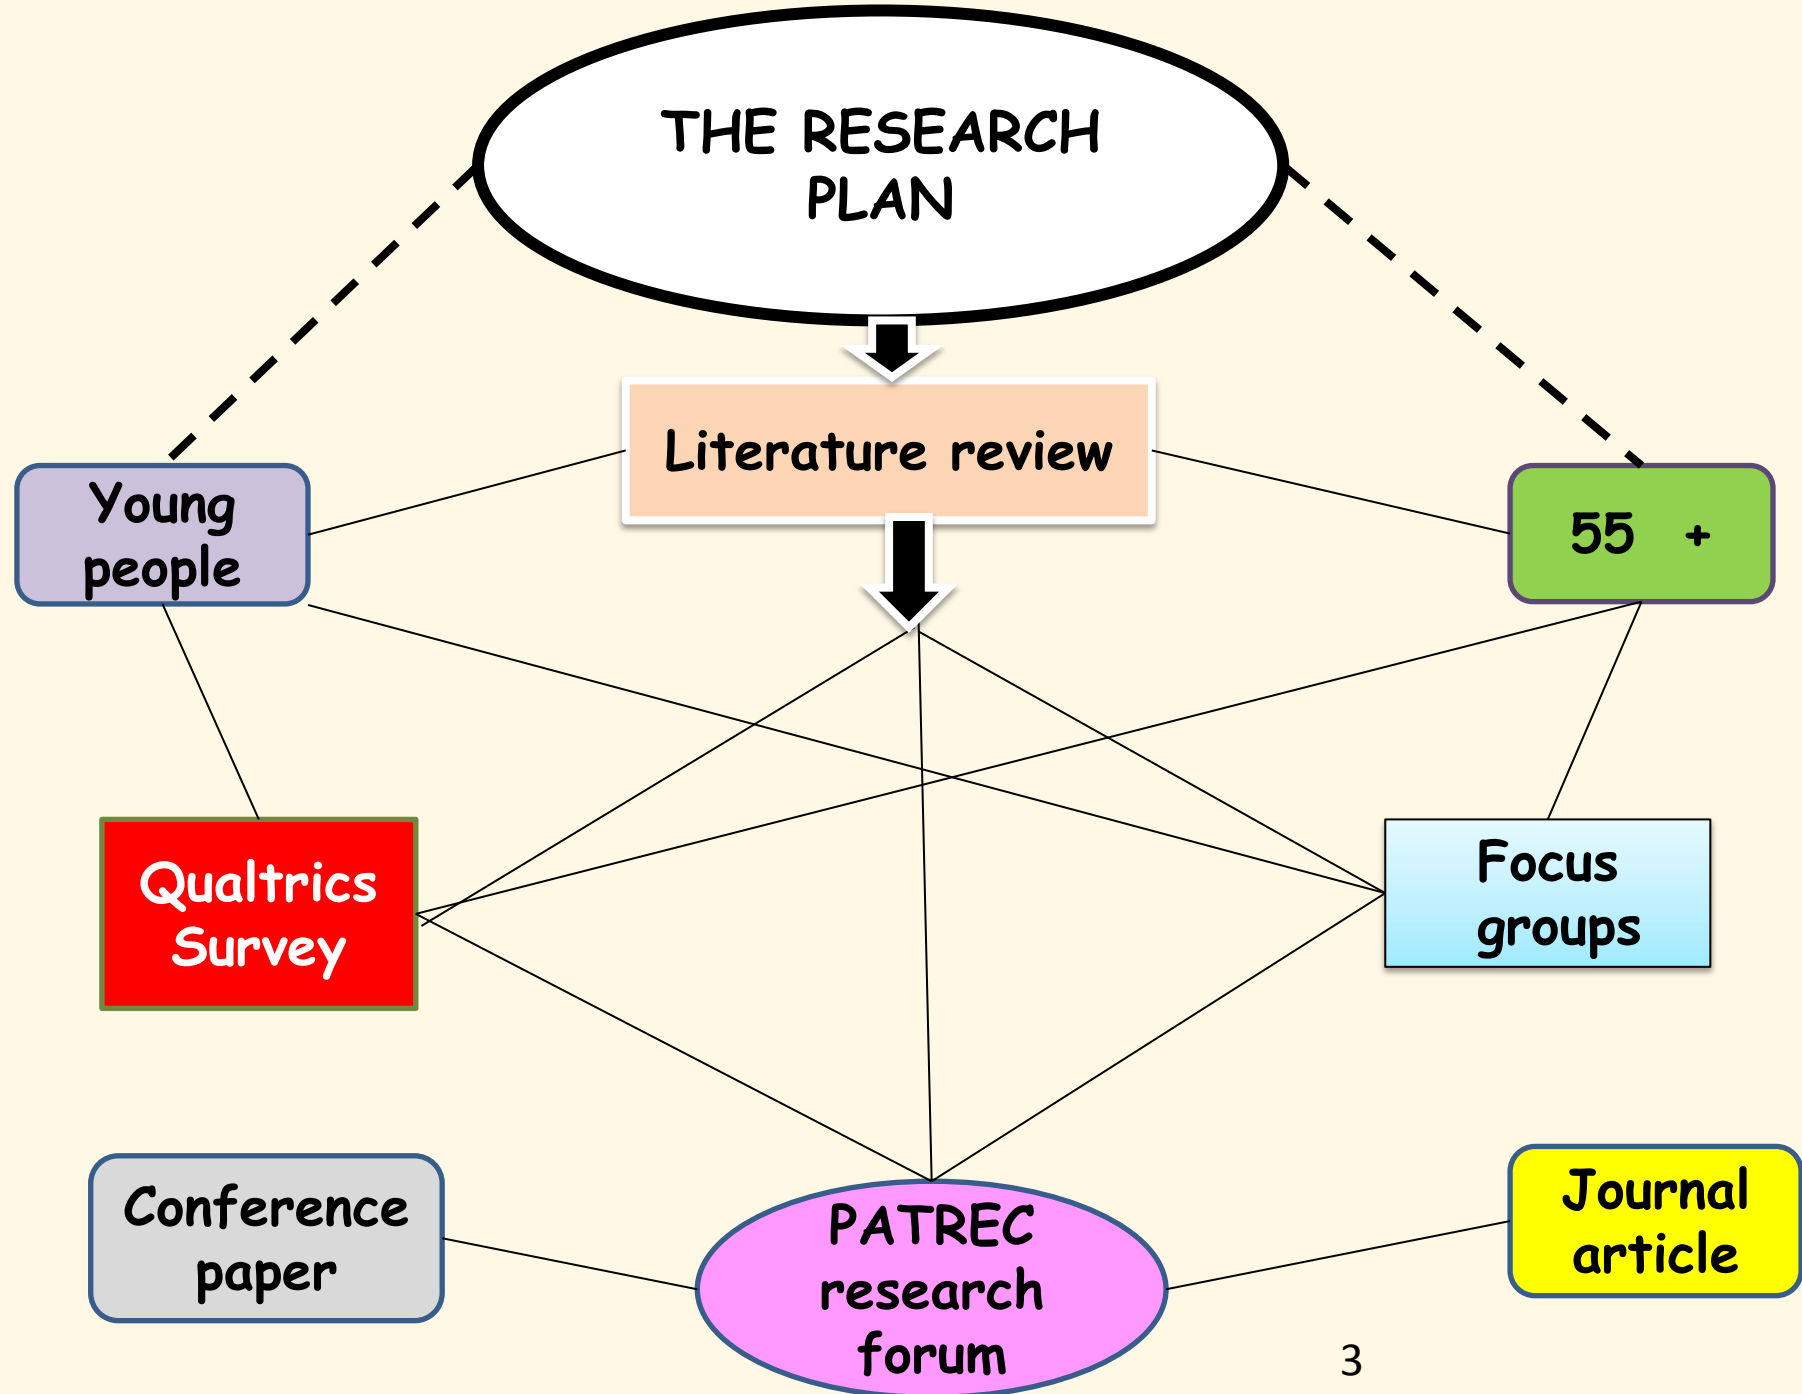 THE RESEARCH
PLAN
Literature review
Young
people
55 +
Qualtrics
Survey
Focus
groups
Conference
paper
PATREC
research
forum
Journal
article
3